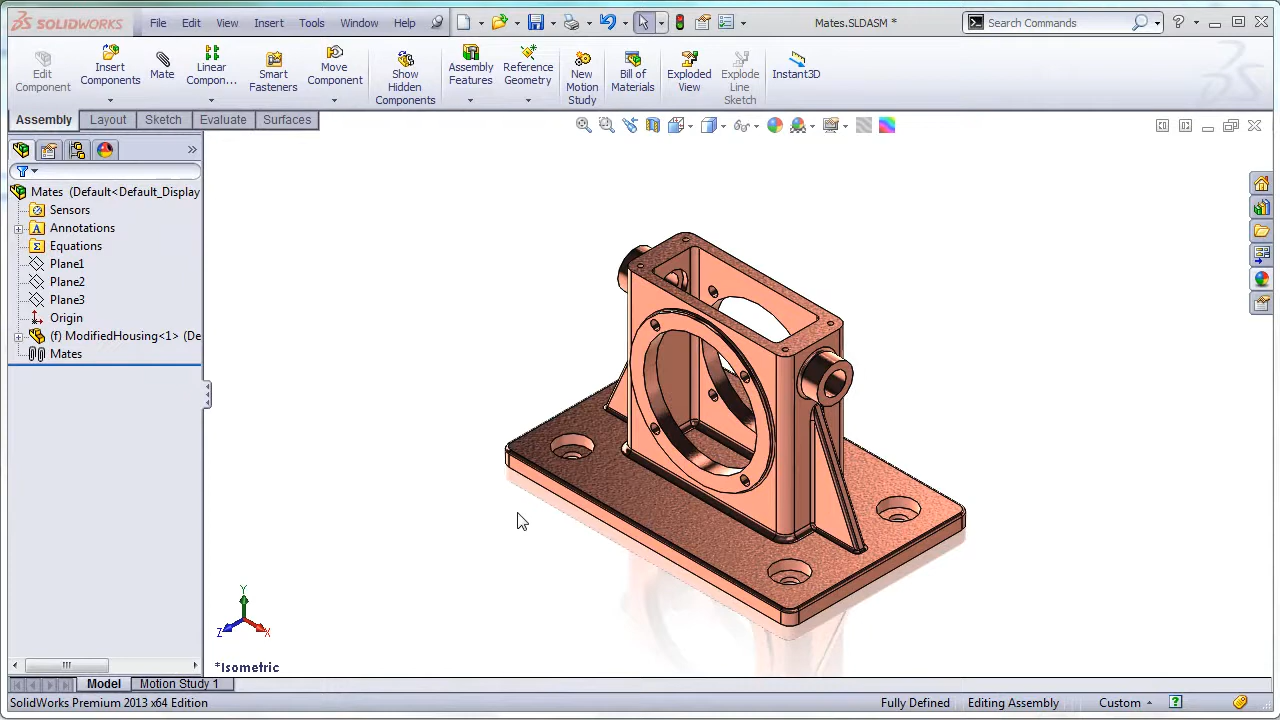 SOLIDWORKS File Edit View Insert Tools Window Help Mates.SLDASM * Search Commands
Edit Component
Insert Components
Mate
Linear Compon...
Smart Fasteners
Move Component
Show Hidden Components
Assembly Features
Reference Geometry
New Motion Study
Bill of Materials
Exploded View
Explode Line Sketch
Instant3D
Assembly Layout Sketch Evaluate Surfaces
Mates (Default<Default_Display
Sensors
Annotations
Equations
Plane1
Plane2
Plane3
Origin
(f) ModifiedHousing<1> (De
Mates
Y
Z X
*Isometric
Model Motion Study 1
SolidWorks Premium 2013 x64 Edition Fully Defined Editing Assembly Custom